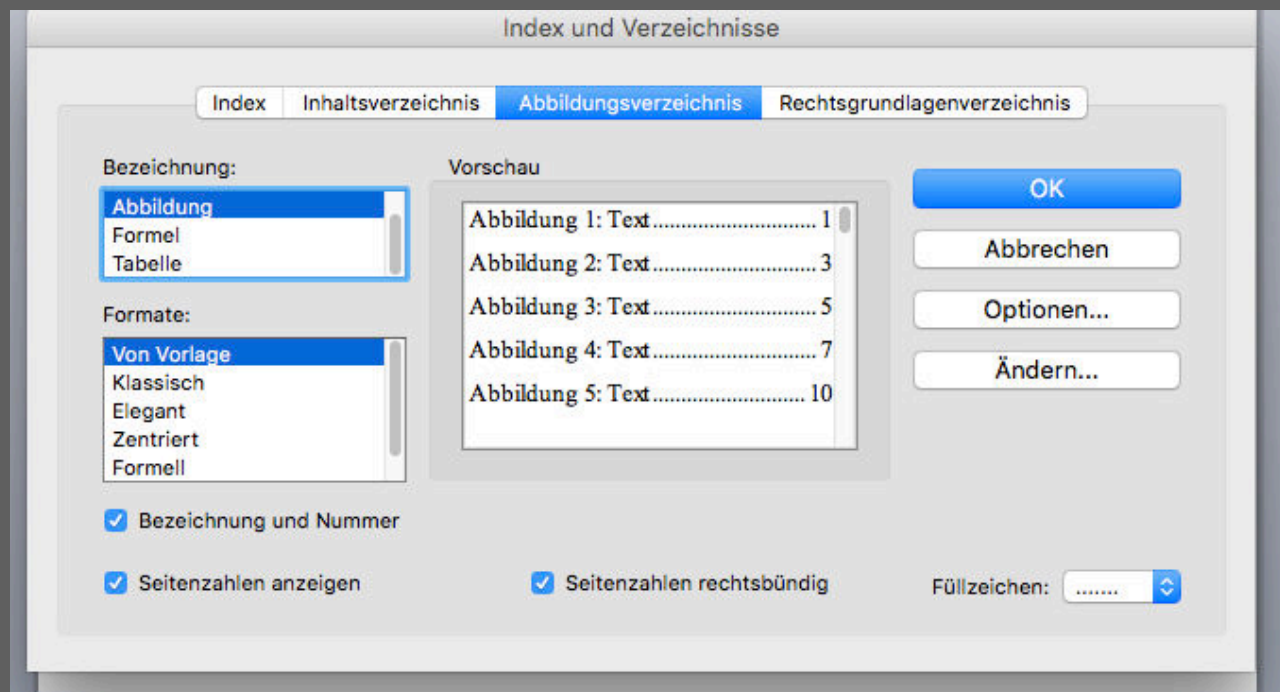 Index und Verzeichnisse
Index
Inhaltsverzeichnis
Abbildungsverzeichnis
Rechtsgrundlagenverzeichnis
Bezeichnung:
Abbildung
Formel
Tabelle
Formate:
Von Vorlage
Klassisch
Elegant
Zentriert
Formell
Vorschau
Abbildung 1: Text............................. 1
Abbildung 2: Text............................. 3
Abbildung 3: Text............................. 5
Abbildung 4: Text............................. 7
Abbildung 5: Text........................... 10
OK
Abbrechen
Optionen...
Ändern...
Bezeichnung und Nummer
Seitenzahlen anzeigen
Seitenzahlen rechtsbündig
Füllzeichen: .......